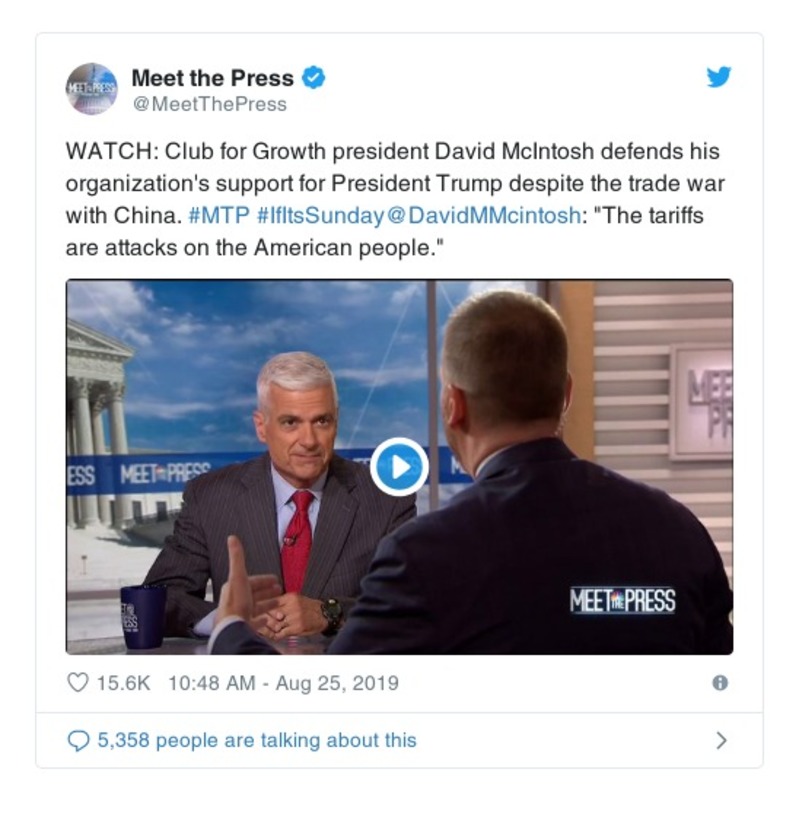 Meet the Press
@MeetThePress
WATCH: Club for Growth president David McIntosh defends his
organization's support for President Trump despite the trade war
with China. #MTP #IfItsSunday@DavidMMcintosh: "The tariffs
are attacks on the American people."
ESS MEET THE PRESS
MEET THE PRESS
15.6K 10:48 AM - Aug 25, 2019
5,358 people are talking about this